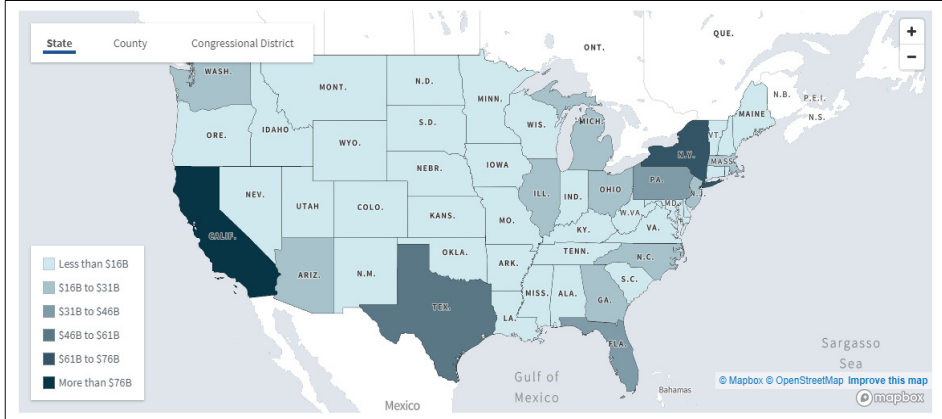 State County Congressional District
+
−
ONT.
QUE.
N.B.
P.E.I.
N.S.
WASH.
MONT.
N.D.
MINN.
MAINE
VT.
ORE.
IDAHO
S.D.
WIS.
MICH.
N.Y.
MASS.
WYO.
NEBR.
IOWA
ILL.
IND.
OHIO
PA.
N.J.
NEV.
UTAH
COLO.
KANS.
MO.
KY.
W.VA.
VA.
MD.
CALIF.
ARIZ.
N.M.
OKLA.
ARK.
TENN.
N.C.
S.C.
TEX.
LA.
MISS.
ALA.
GA.
FLA.
Less than $16B
$16B to $31B
$31B to $46B
$46B to $61B
$61B to $76B
More than $76B
Sargasso
Sea
Gulf of
Mexico
Mexico
Bahamas
© Mapbox © OpenStreetMap Improve this map
mapbox